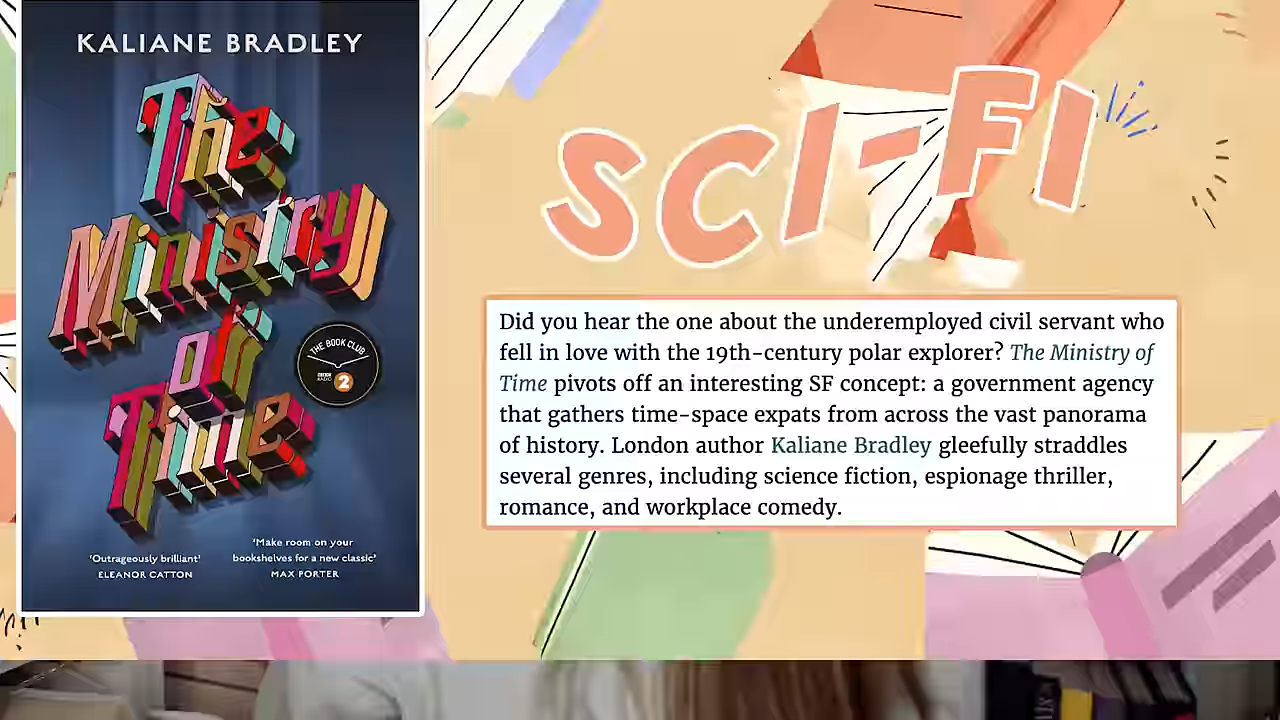 KALIANE BRADLEY
The
Ministry
of
Time
THE BOOK CLUB
BBC
RADIO 2
'Outrageously brilliant'
ELEANOR CATTON
'Make room on your
bookshelves for a new classic'
MAX PORTER
SCI-FI
Did you hear the one about the underemployed civil servant who
fell in love with the 19th-century polar explorer? The Ministry of
Time pivots off an interesting SF concept: a government agency
that gathers time-space expats from across the vast panorama
of history. London author Kaliane Bradley gleefully straddles
several genres, including science fiction, espionage thriller,
romance, and workplace comedy.